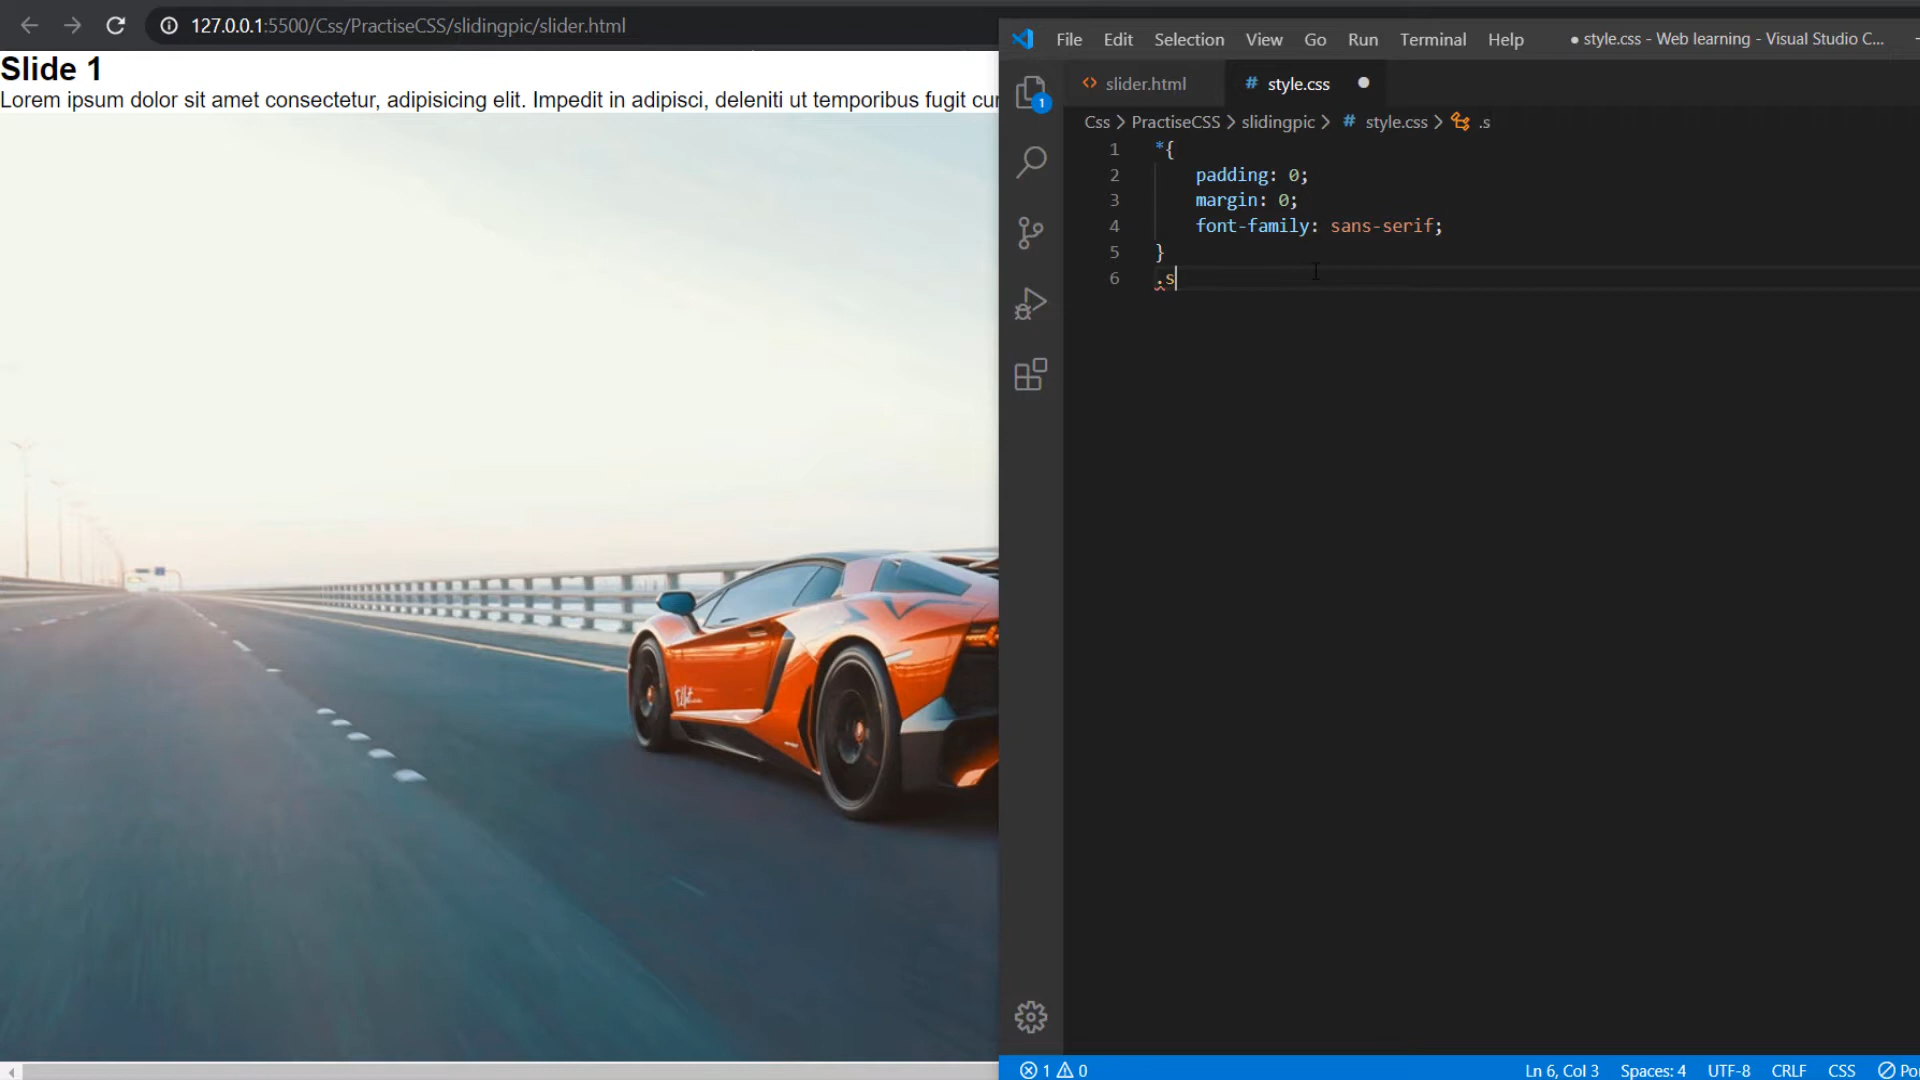 127.0.0.1:5500/Css/PractiseCSS/slidingpic/slider.html
Slide 1
Lorem ipsum dolor sit amet consectetur, adipisicing elit. Impedit in adipisci, deleniti ut temporibus fugit
File Edit Selection View Go Run Terminal Help ● style.css - Web learning - Visual Studio C...
1
<> slider.html # style.css ●
Css > PractiseCSS > slidingpic > # style.css > .s
1 *{
2 padding: 0;
3 margin: 0;
4 font-family: sans-serif;
5 }
6 .s
1 0 Ln 6, Col 3 Spaces: 4 UTF-8 CRLF CSS